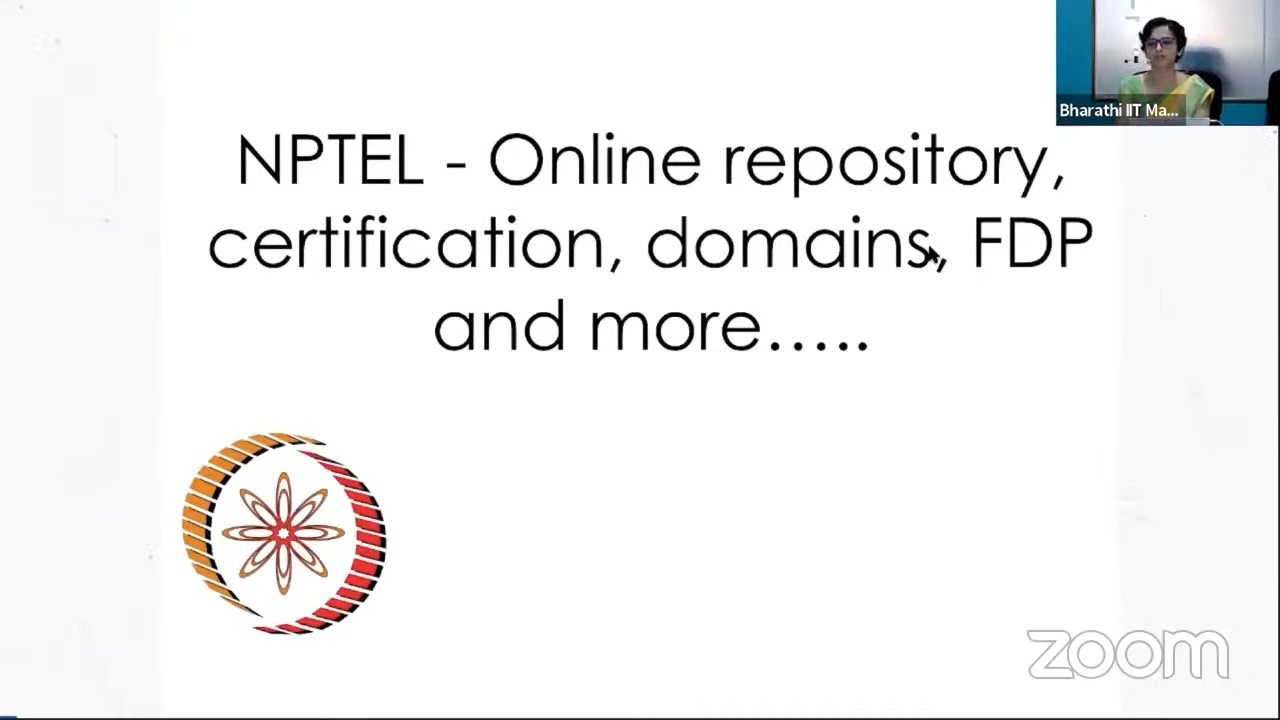 Bharathi IIT Ma...
NPTEL - Online repository,
certification, domains, FDP
and more.....
zoom